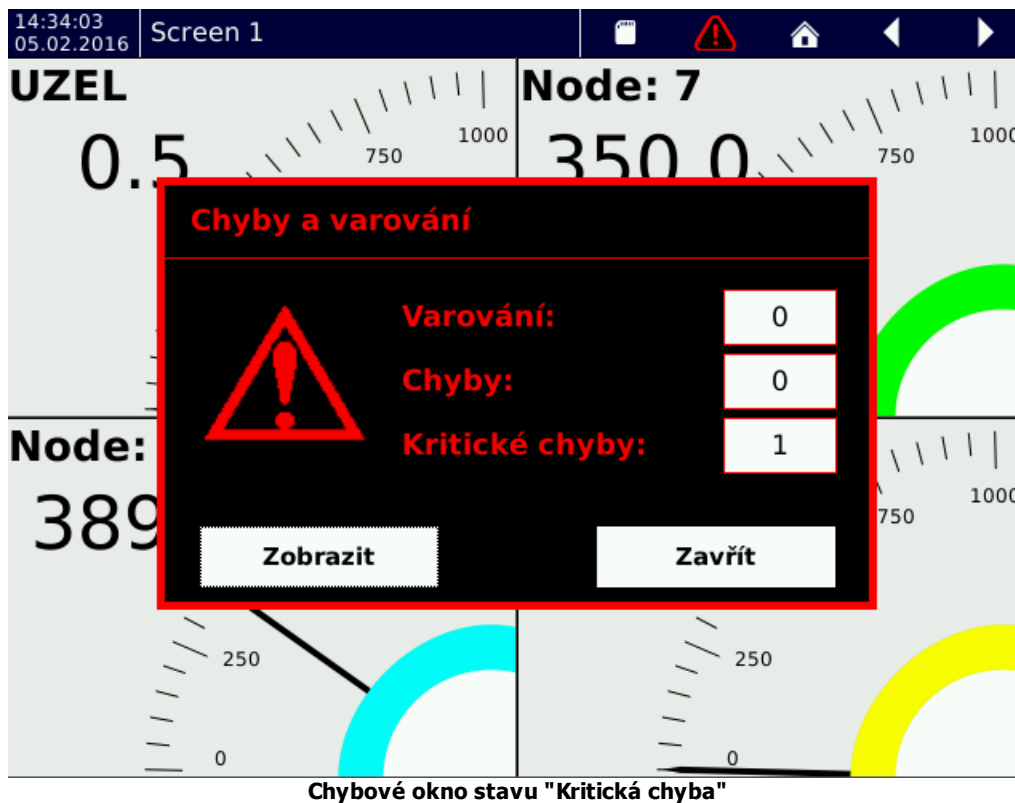 14:34:03
05.02.2016
Screen 1
UZEL
0.5
750
1000
Node: 7
350.0
750
1000
Chyby a varování
Varování:
0
Chyby:
0
Kritické chyby:
1
Zobrazit
Zavřít
Node:
389
250
0
750
1000
250
0
Chybové okno stavu "Kritická chyba"